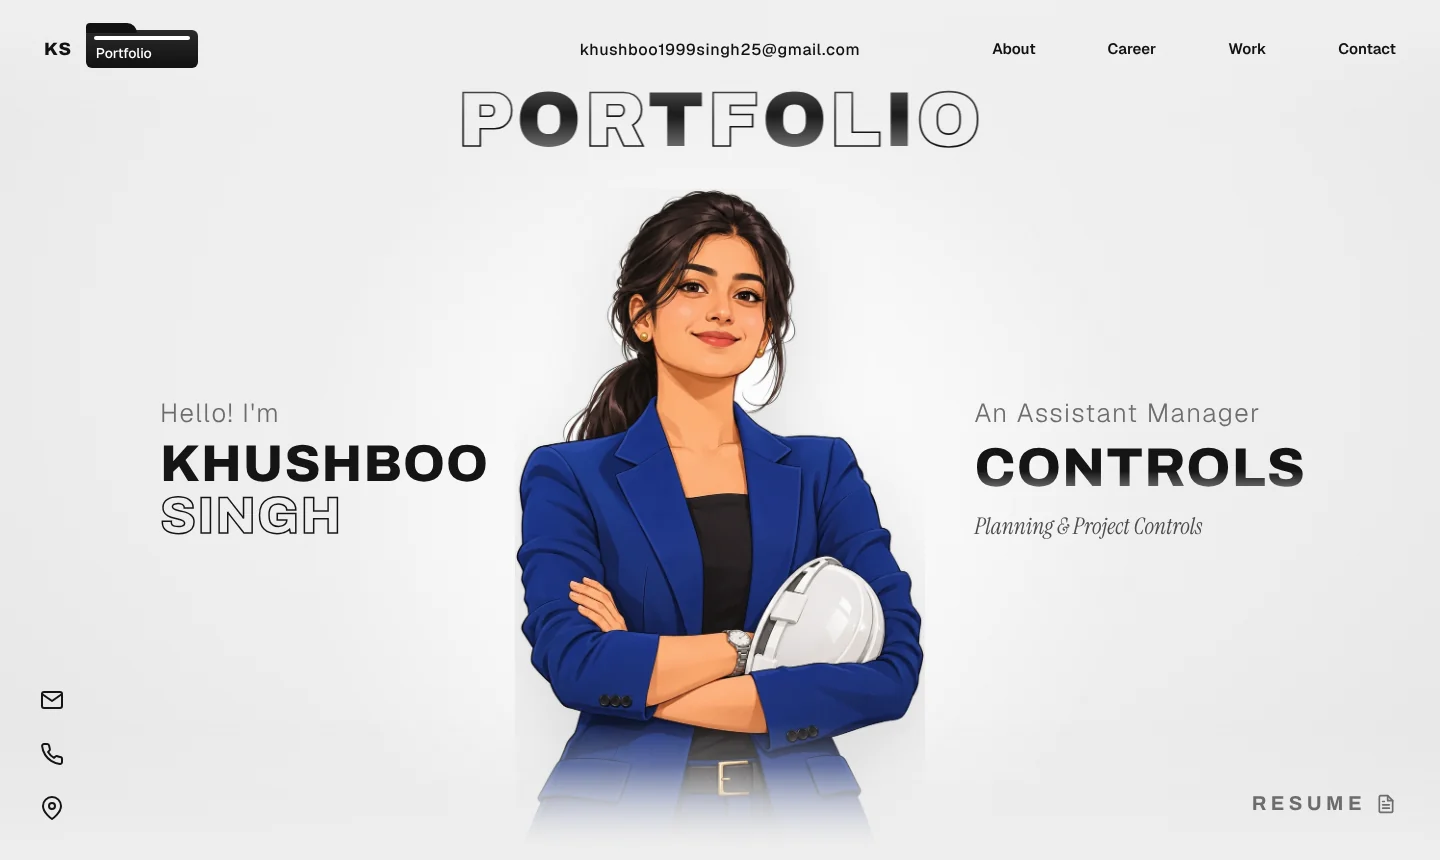 KS
Portfolio
khushboo1999singh25@gmail.com
About
Career
Work
Contact
PORTFOLIO
Hello! I'm
KHUSHBOO
SINGH
An Assistant Manager
CONTROLS
Planning & Project Controls
RESUME